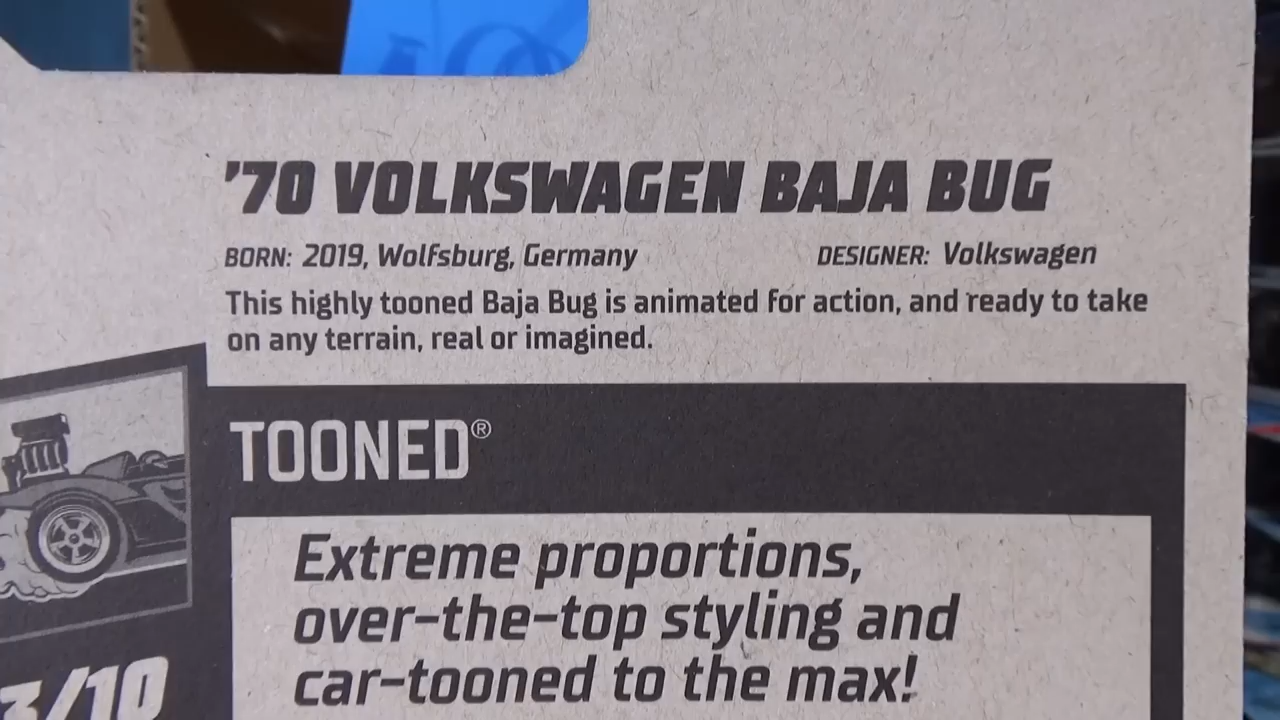 '70 VOLKSWAGEN BAJA BUG
BORN: 2019, Wolfsburg, Germany DESIGNER: Volkswagen
This highly tooned Baja Bug is animated for action, and ready to take
on any terrain, real or imagined.
TOONED®
Extreme proportions,
over-the-top styling and
car-tooned to the max!
3/10